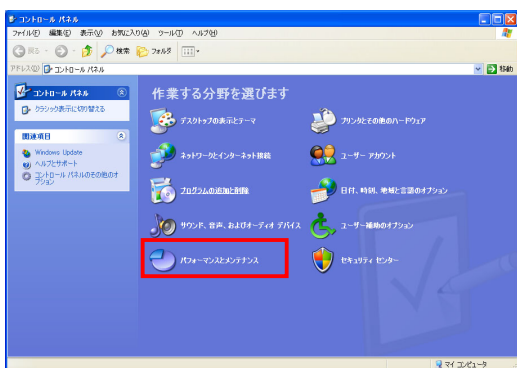 コントロール パネル
ファイル(F) 編集(E) 表示(V) お気に入り(A) ツール(T) ヘルプ(H)
戻る 検索 フォルダ
アドレス(D) コントロール パネル 移動
コントロール パネル
クラシック表示に切り替える
関連項目
Windows Update
ヘルプとサポート
コントロール パネルのその他のオプション
作業する分野を選びます
デスクトップの表示とテーマ
プリンタとその他のハードウェア
ネットワークとインターネット接続
ユーザー アカウント
プログラムの追加と削除
日付、時刻、地域と言語のオプション
サウンド、音声、およびオーディオ デバイス
ユーザー補助のオプション
パフォーマンスとメンテナンス
セキュリティ センター
マイ コンピュータ